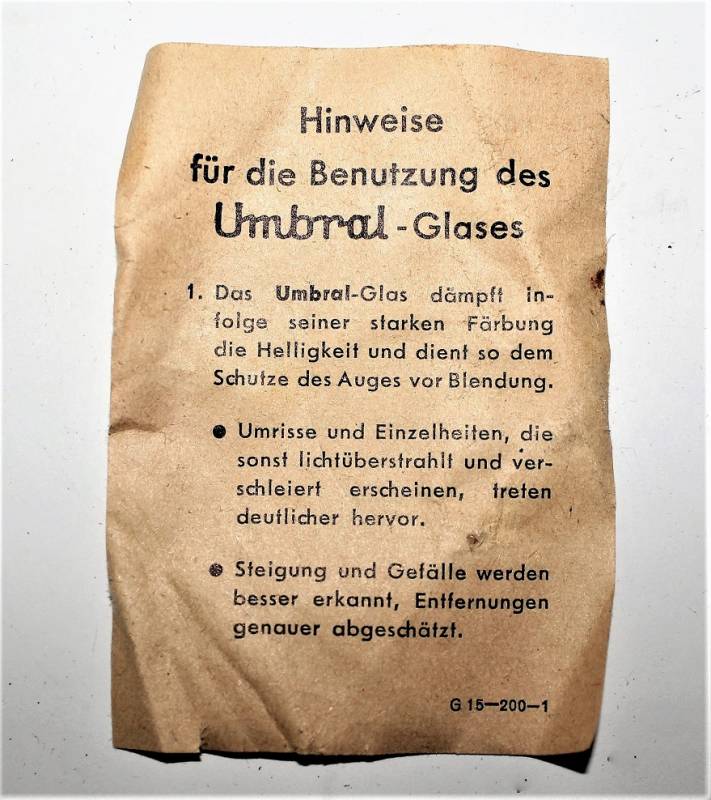 Hinweise
für die Benutzung des
Umbral-Glases
1. Das Umbral-Glas dämpft in-
folge seiner starken Färbung
die Helligkeit und dient so dem
Schutze des Auges vor Blendung.
● Umrisse und Einzelheiten, die
sonst lichtüberstrahlt und ver-
schleiert erscheinen, treten
deutlicher hervor.
● Steigung und Gefälle werden
besser erkannt, Entfernungen
genauer abgeschätzt.
G 15—200—1